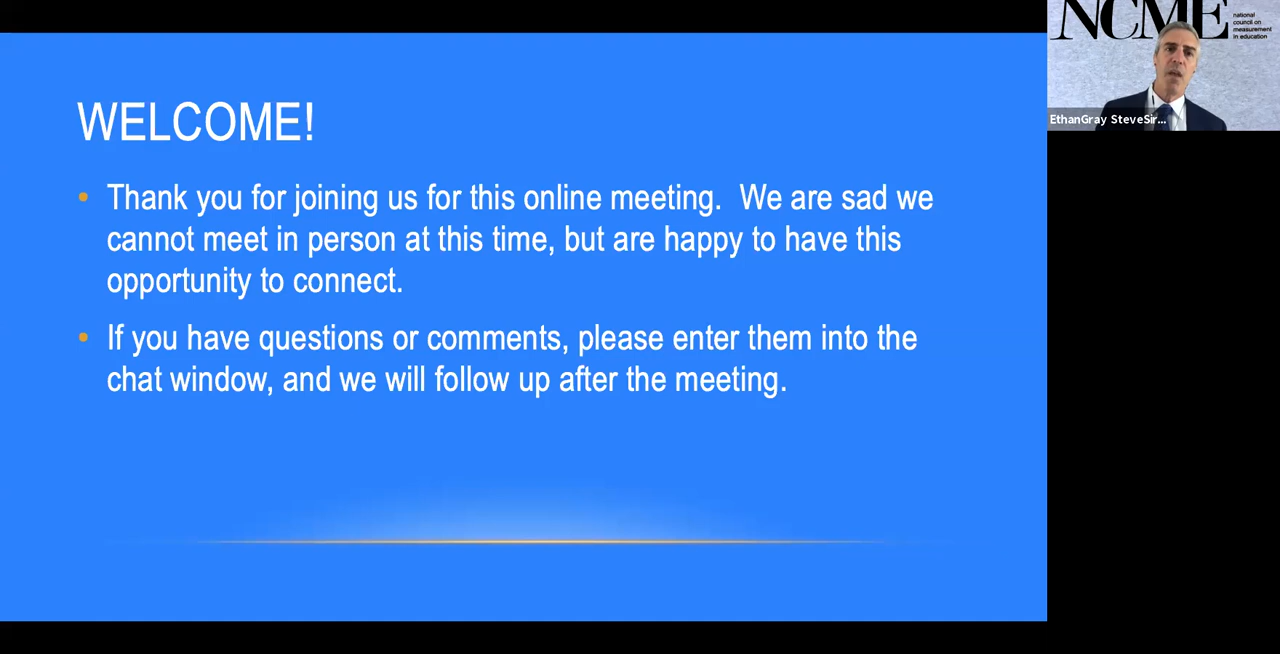 WELCOME!
• Thank you for joining us for this online meeting.  We are sad we
cannot meet in person at this time, but are happy to have this
opportunity to connect.
• If you have questions or comments, please enter them into the
chat window, and we will follow up after the meeting.
NCME
national
council on
measurement
in education
EthanGray SteveSir...